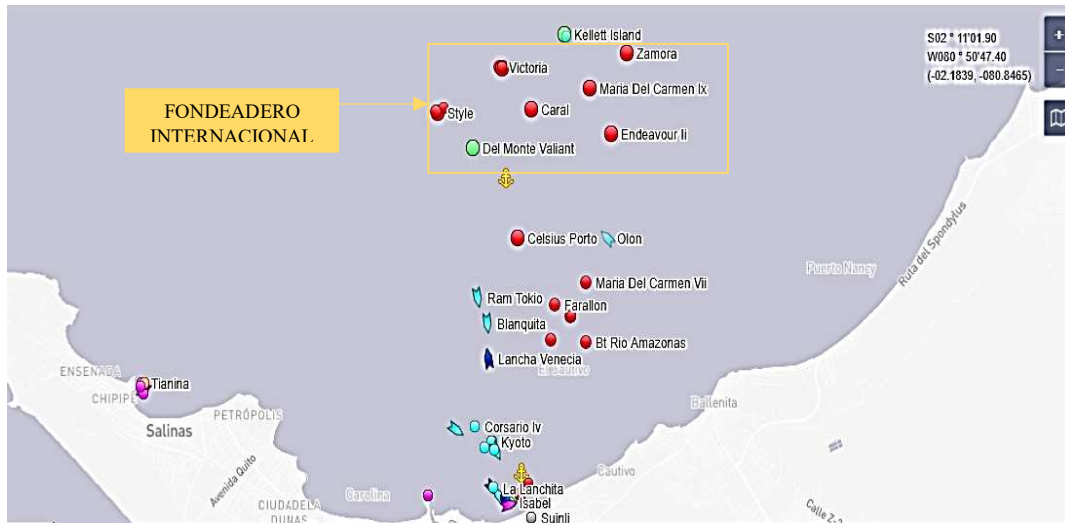 Kellett Island
S02 ° 11'01.90
W080 ° 50'47.40
(-02.1839, -080.8465)
+
−
Zamora
Victoria
Maria Del Carmen Ix
FONDEADERO
INTERNACIONAL
Style
Caral
Endeavour Ii
Del Monte Valiant
Celsius Porto
Olon
Ruta del Spondylus
Puerto Nancy
Maria Del Carmen Vii
Ram Tokio
Farallon
Blanquita
Bt Rio Amazonas
Lancha Venecia
El Cautivo
ENSENADA
Tianina
CHIPIPE
PETRÓPOLIS
Ballenita
Salinas
Corsario Iv
Kyoto
Avenida Quito
Cautivo
Carolina
La Lanchita
Isabel
CIUDADELA
DUNAS
Suinli